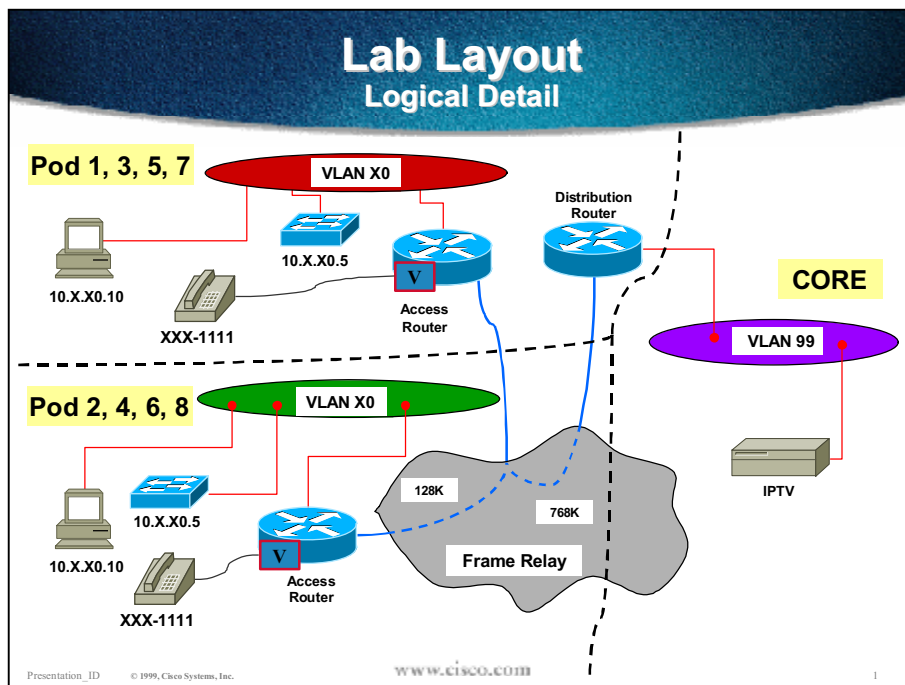 Lab Layout
Logical Detail
Pod 1, 3, 5, 7
VLAN X0
Distribution
Router
10.X.X0.5
10.X.X0.10
V
Access
Router
XXX-1111
CORE
VLAN 99
Pod 2, 4, 6, 8
VLAN X0
128K
768K
IPTV
10.X.X0.5
10.X.X0.10
V
Frame Relay
Access
Router
XXX-1111
Presentation_ID
© 1999, Cisco Systems, Inc.
www.cisco.com
1